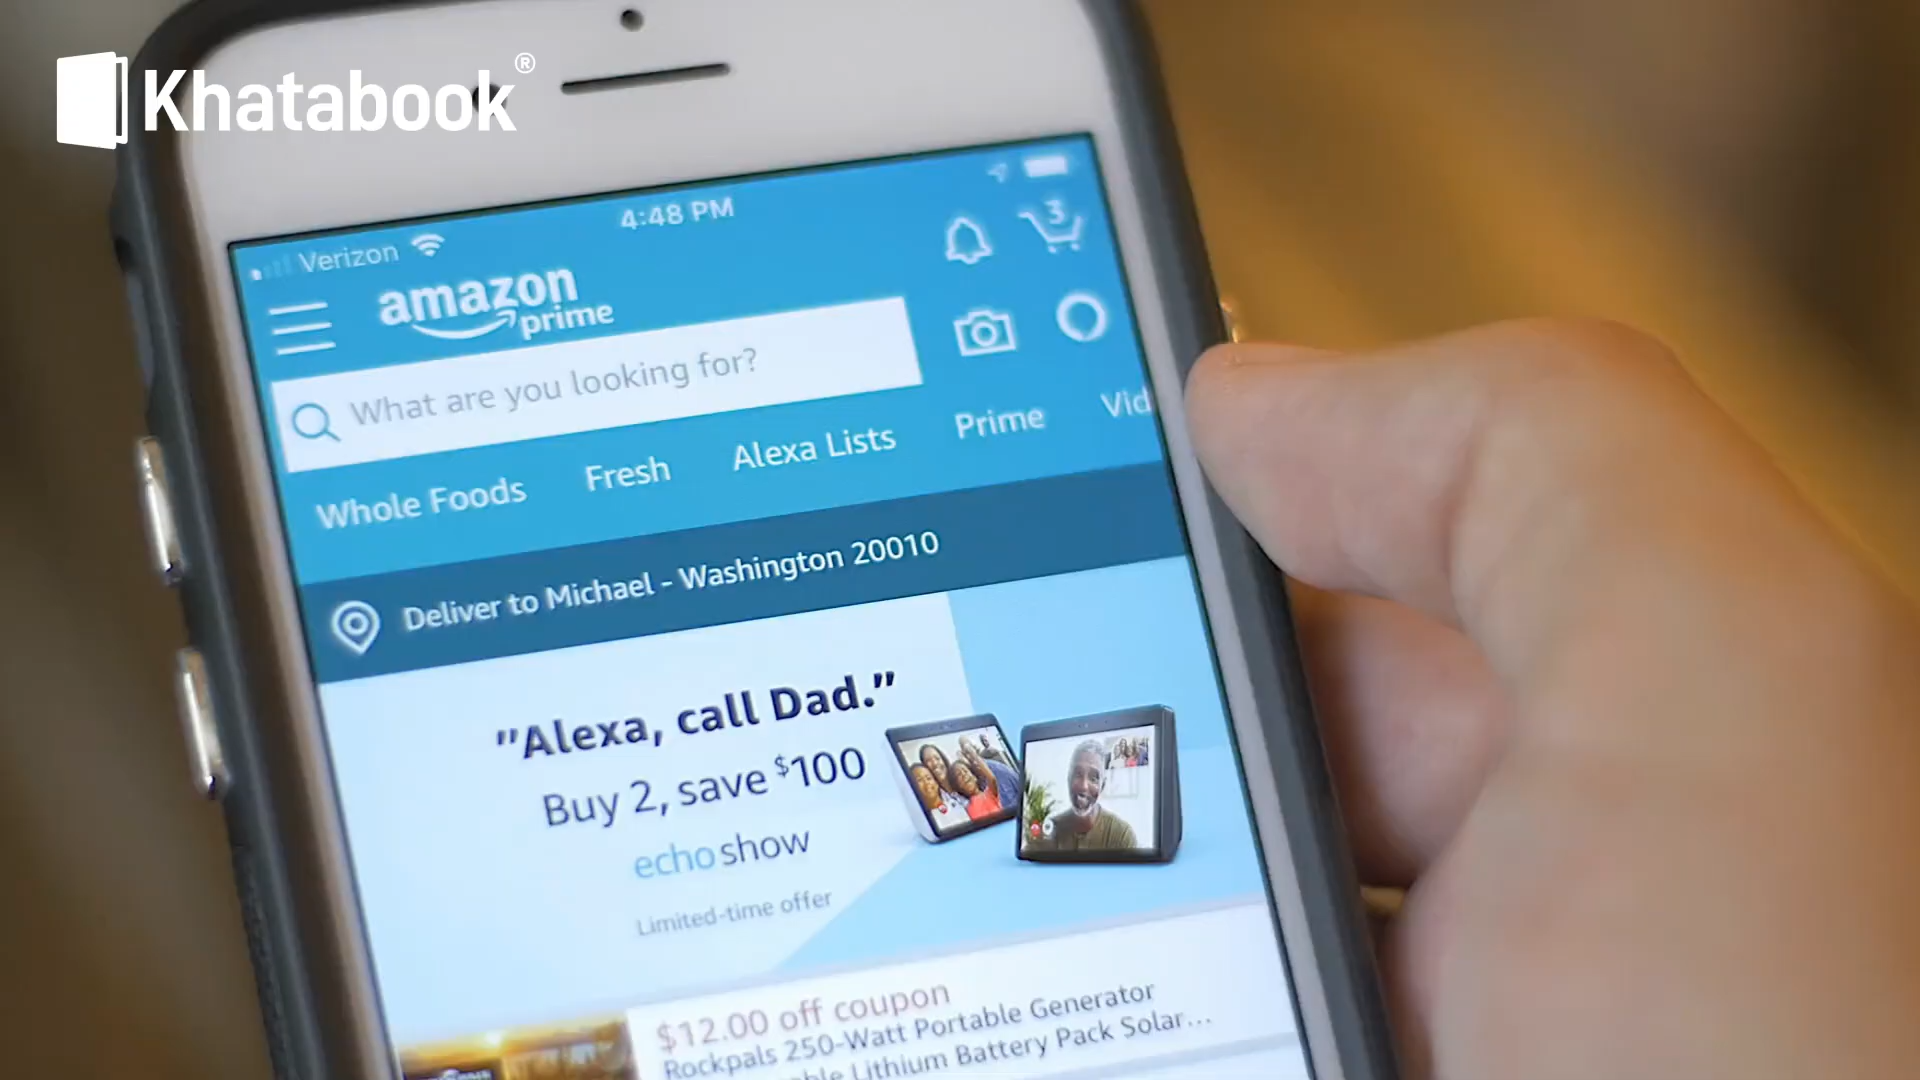 Khatabook®
4:48 PM
Verizon
3
amazon
prime
What are you looking for?
Whole Foods Fresh Alexa Lists Prime Vid
Deliver to Michael - Washington 20010
"Alexa, call Dad."
Buy 2, save $100
echo show
Limited-time offer
$12.00 off coupon
Rockpals 250-Watt Portable Generator
Lithium Battery Pack Solar...